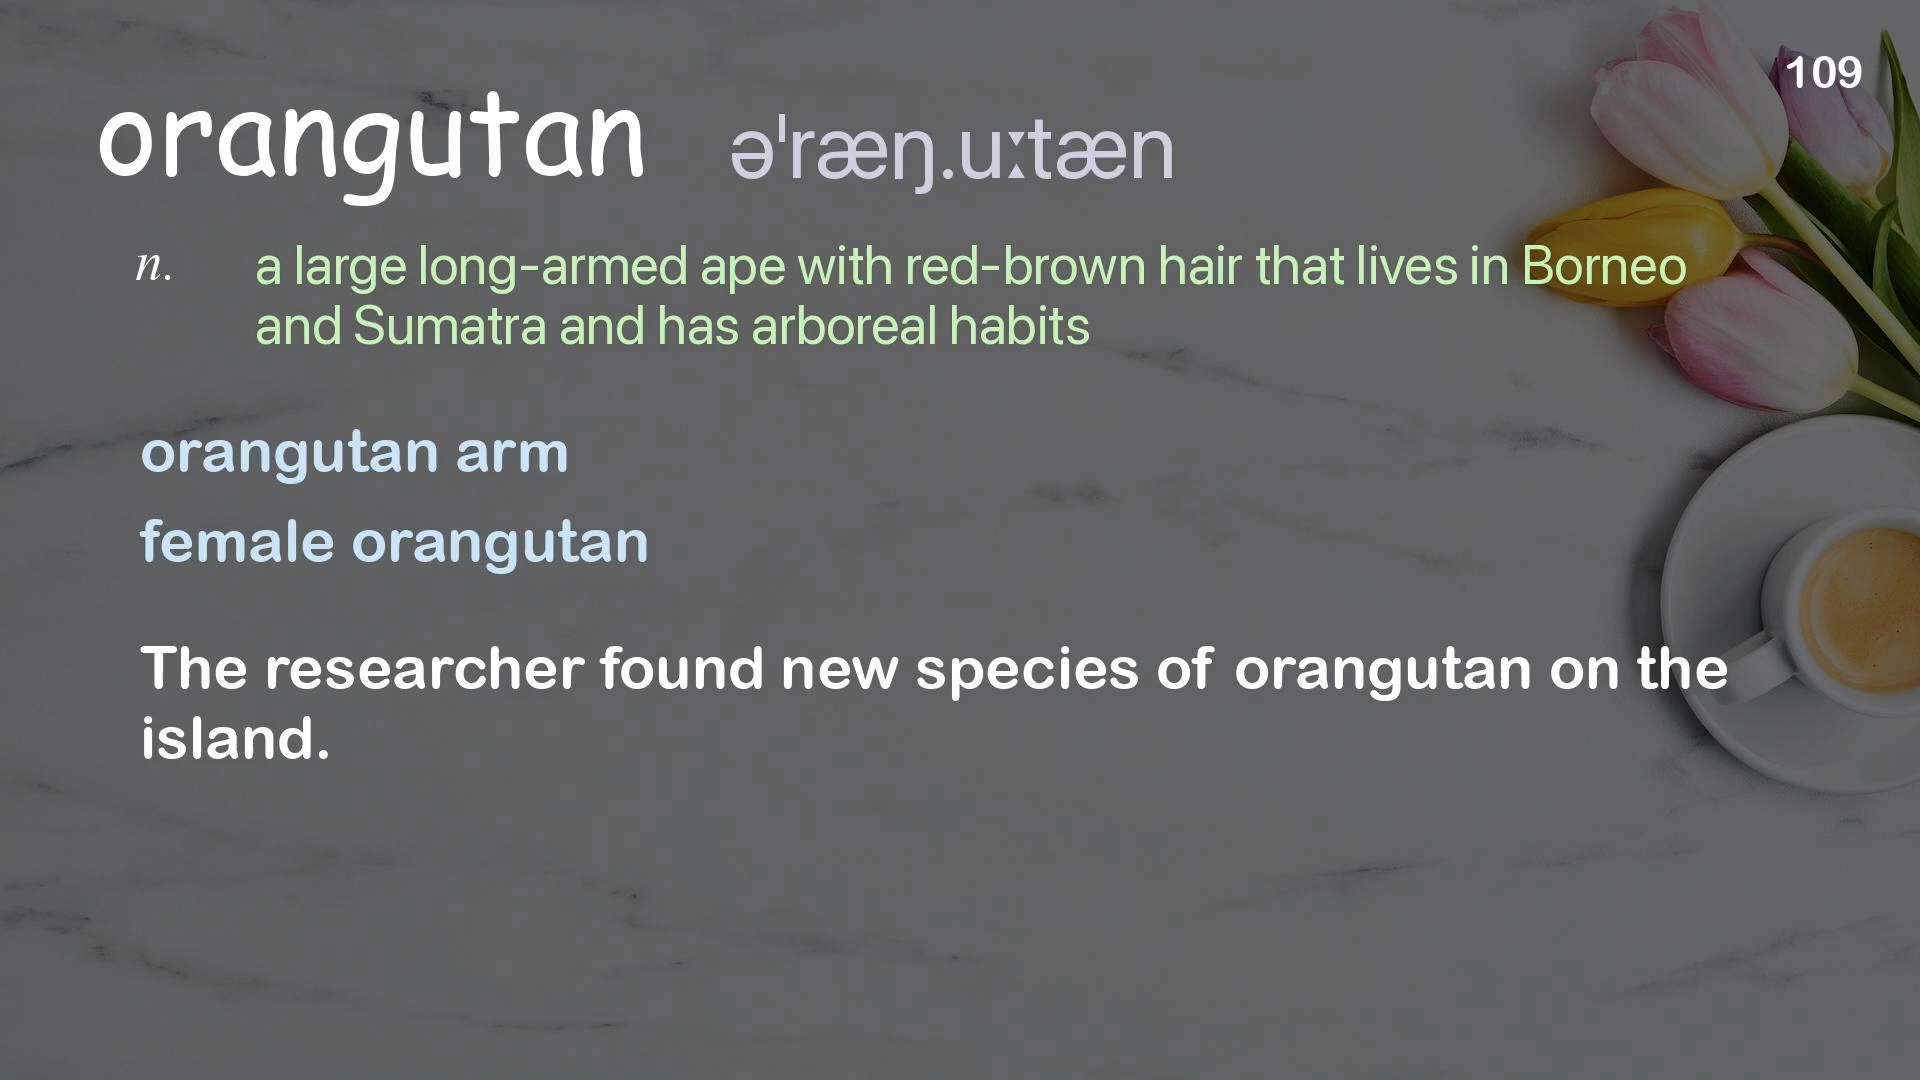 109
orangutan əˈræŋ.uːtæn
n. a large long-armed ape with red-brown hair that lives in Borneo
and Sumatra and has arboreal habits
orangutan arm
female orangutan
The researcher found new species of orangutan on the
island.